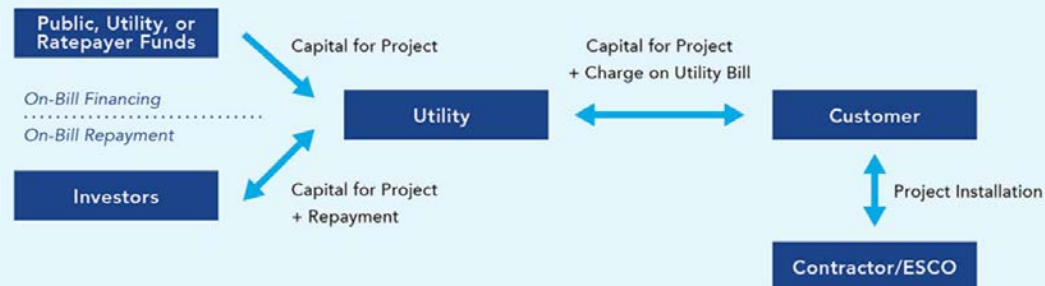 Public, Utility, or
Ratepayer Funds
Capital for Project
Capital for Project
+ Charge on Utility Bill
On-Bill Financing
On-Bill Repayment
Utility
Customer
Investors
Capital for Project
+ Repayment
Project Installation
Contractor/ESCO